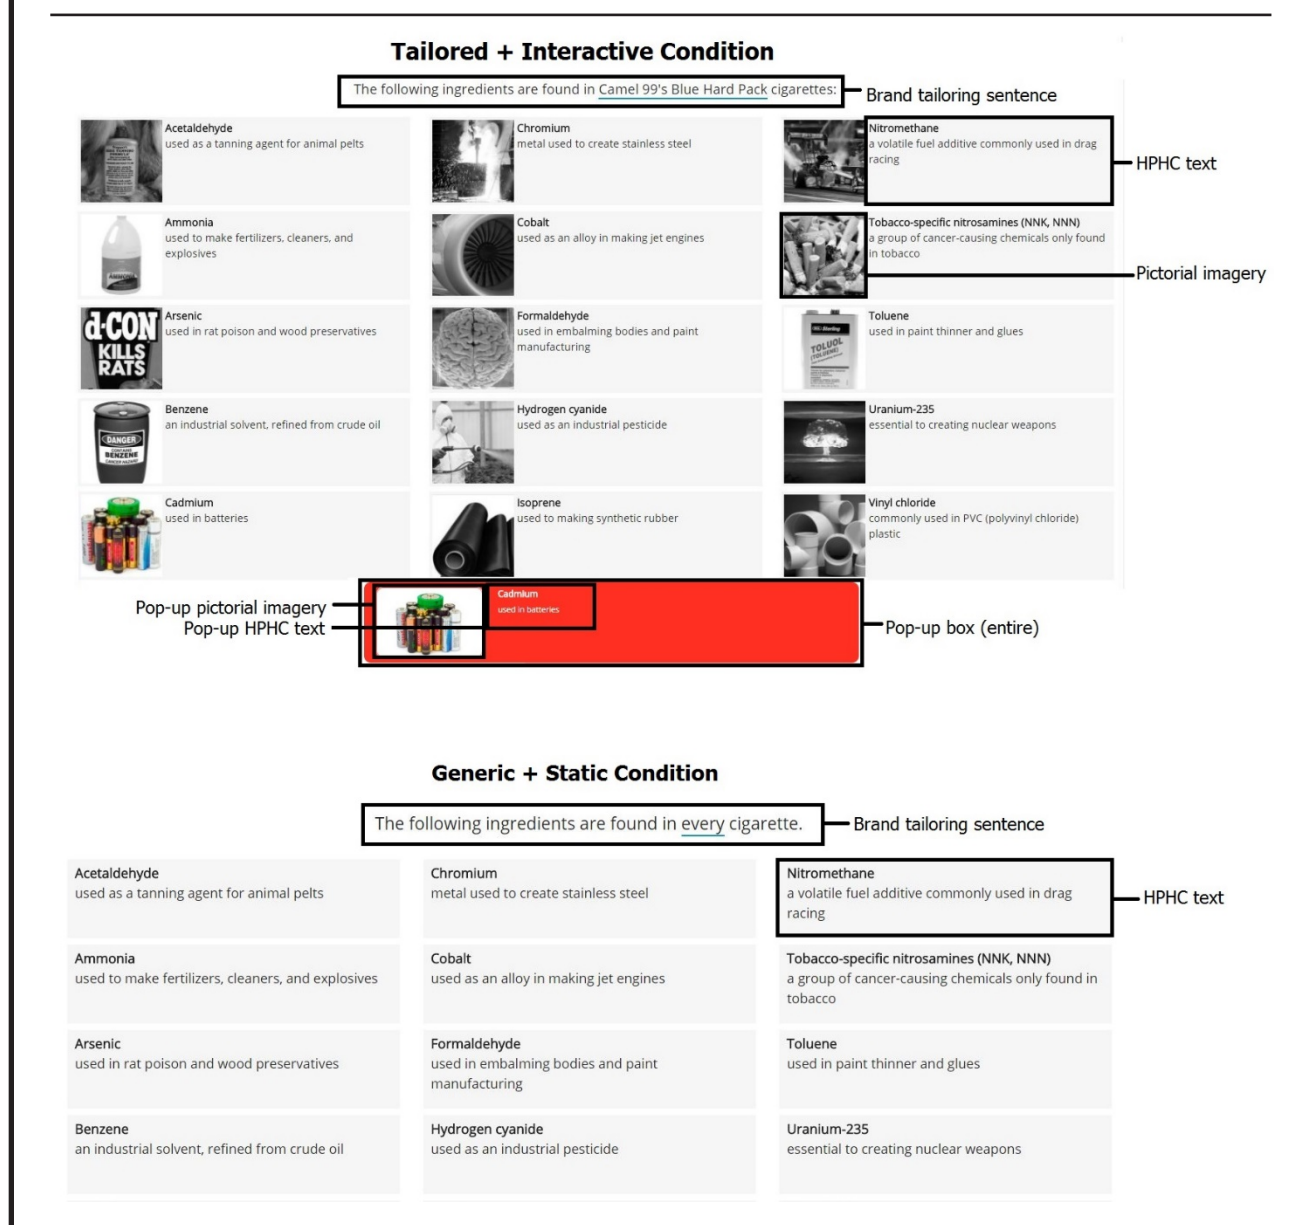 Tailored + Interactive Condition
The following ingredients are found in Camel 99's Blue Hard Pack cigarettes:
Brand tailoring sentence
Acetaldehyde
used as a tanning agent for animal pelts
Chromium
metal used to create stainless steel
Nitromethane
a volatile fuel additive commonly used in drag
racing
HPHC text
Ammonia
used to make fertilizers, cleaners, and
explosives
AMMONIA
Cobalt
used as an alloy in making jet engines
Tobacco-specific nitrosamines (NNK, NNN)
a group of cancer-causing chemicals only found
in tobacco
Pictorial imagery
d-CON
KILLS
RATS
Arsenic
used in rat poison and wood preservatives
Formaldehyde
used in embalming bodies and paint
manufacturing
TOLUOL
(TOLUENE)
Toluene
used in paint thinner and glues
DANGER
CONTAINS
BENZENE
CANCER HAZARD
Benzene
an industrial solvent, refined from crude oil
Hydrogen cyanide
used as an industrial pesticide
Uranium-235
essential to creating nuclear weapons
Cadmium
used in batteries
Isoprene
used to making synthetic rubber
Vinyl chloride
commonly used in PVC (polyvinyl chloride)
plastic
Pop-up pictorial imagery
Pop-up HPHC text
Cadmium
used in batteries
Pop-up box (entire)
Generic + Static Condition
The following ingredients are found in every cigarette.
Brand tailoring sentence
Acetaldehyde
used as a tanning agent for animal pelts
Chromium
metal used to create stainless steel
Nitromethane
a volatile fuel additive commonly used in drag
racing
HPHC text
Ammonia
used to make fertilizers, cleaners, and explosives
Cobalt
used as an alloy in making jet engines
Tobacco-specific nitrosamines (NNK, NNN)
a group of cancer-causing chemicals only found in
tobacco
Arsenic
used in rat poison and wood preservatives
Formaldehyde
used in embalming bodies and paint
manufacturing
Toluene
used in paint thinner and glues
Benzene
an industrial solvent, refined from crude oil
Hydrogen cyanide
used as an industrial pesticide
Uranium-235
essential to creating nuclear weapons